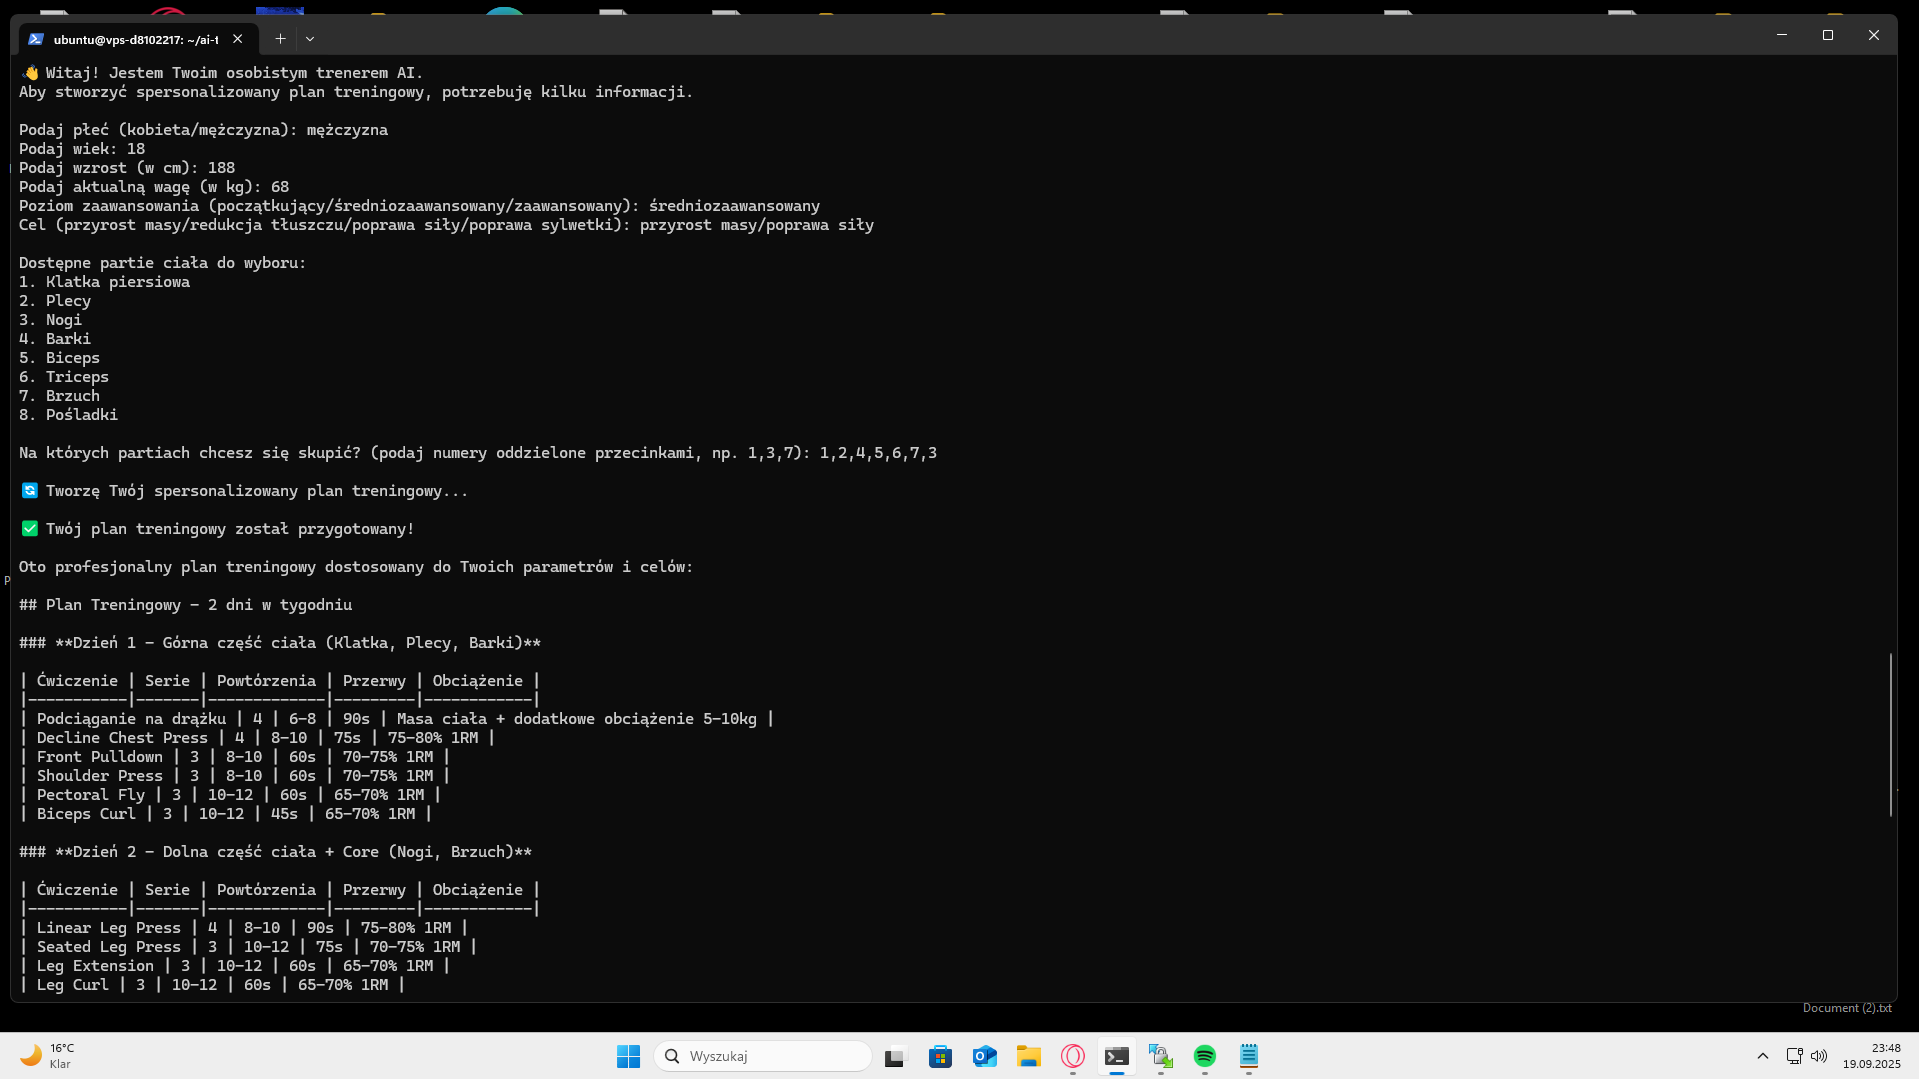 ubuntu@vps-d8102217: ~/ai-t
👋 Witaj! Jestem Twoim osobistym trenerem AI.
Aby stworzyć spersonalizowany plan treningowy, potrzebuję kilku informacji.
Podaj płeć (kobieta/mężczyzna): mężczyzna
Podaj wiek: 18
Podaj wzrost (w cm): 188
Podaj aktualną wagę (w kg): 68
Poziom zaawansowania (początkujący/średniozaawansowany/zaawansowany): średniozaawansowany
Cel (przyrost masy/redukcja tłuszczu/poprawa siły/poprawa sylwetki): przyrost masy/poprawa siły
Dostępne partie ciała do wyboru:
1. Klatka piersiowa
2. Plecy
3. Nogi
4. Barki
5. Biceps
6. Triceps
7. Brzuch
8. Pośladki
Na których partiach chcesz się skupić? (podaj numery oddzielone przecinkami, np. 1,3,7): 1,2,4,5,6,7,3
🔄 Tworzę Twój spersonalizowany plan treningowy...
✅ Twój plan treningowy został przygotowany!
Oto profesjonalny plan treningowy dostosowany do Twoich parametrów i celów:
P
## Plan Treningowy - 2 dni w tygodniu
### **Dzień 1 - Górna część ciała (Klatka, Plecy, Barki)**
| Ćwiczenie | Serie | Powtórzenia | Przerwy | Obciążenie |
|-----------|-------|-------------|---------|------------|
| Podciąganie na drążku | 4 | 6-8 | 90s | Masa ciała + dodatkowe obciążenie 5-10kg |
| Decline Chest Press | 4 | 8-10 | 75s | 75-80% 1RM |
| Front Pulldown | 3 | 8-10 | 60s | 70-75% 1RM |
| Shoulder Press | 3 | 8-10 | 60s | 70-75% 1RM |
| Pectoral Fly | 3 | 10-12 | 60s | 65-70% 1RM |
| Biceps Curl | 3 | 10-12 | 45s | 65-70% 1RM |
### **Dzień 2 - Dolna część ciała + Core (Nogi, Brzuch)**
| Ćwiczenie | Serie | Powtórzenia | Przerwy | Obciążenie |
|-----------|-------|-------------|---------|------------|
| Linear Leg Press | 4 | 8-10 | 90s | 75-80% 1RM |
| Seated Leg Press | 3 | 10-12 | 75s | 70-75% 1RM |
| Leg Extension | 3 | 10-12 | 60s | 65-70% 1RM |
| Leg Curl | 3 | 10-12 | 60s | 65-70% 1RM |
Document (2).txt
16°C
Klar
Wyszukaj
23:48
19.09.2025